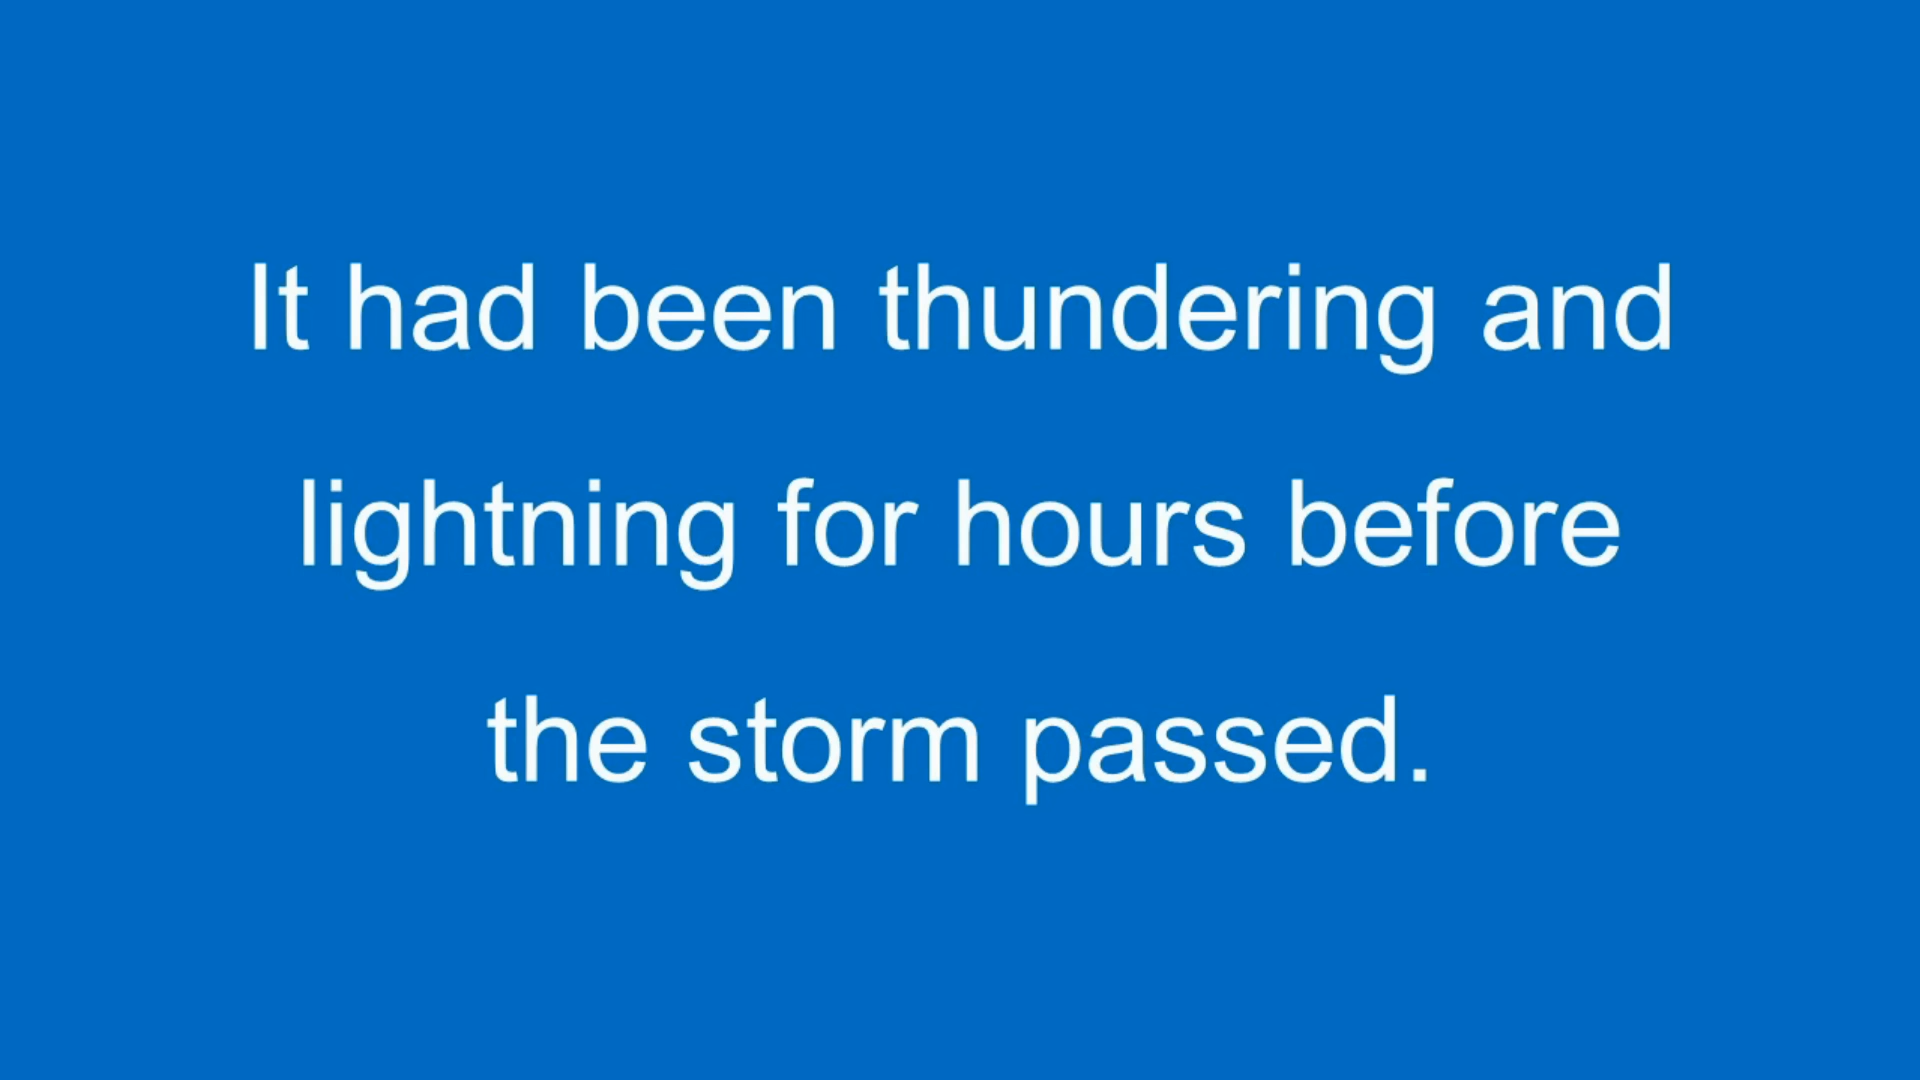 It had been thundering and
lightning for hours before
the storm passed.